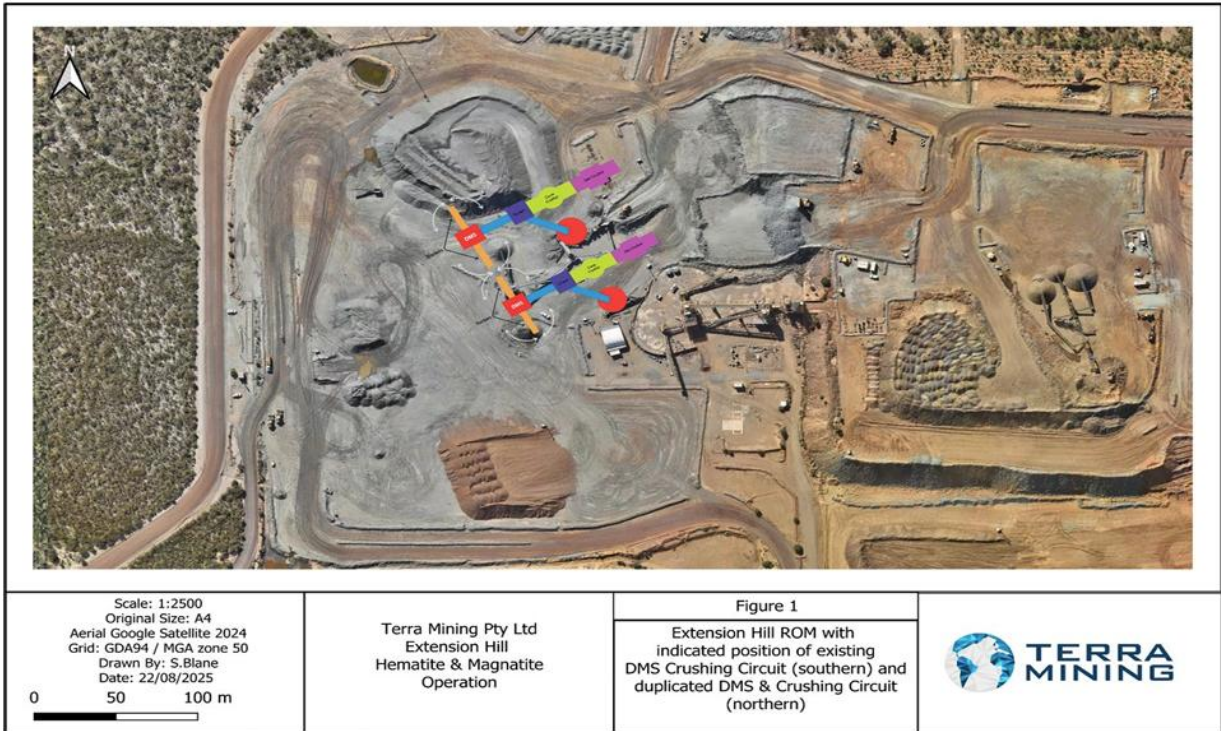 N
DMS
DMS
Scale: 1:2500
Original Size: A4
Aerial Google Satellite 2024
Grid: GDA94 / MGA zone 50
Drawn By: S.Blane
Date: 22/08/2025
0 50 100 m
Terra Mining Pty Ltd
Extension Hill
Hematite & Magnatite
Operation
Figure 1
Extension Hill ROM with
indicated position of existing
DMS Crushing Circuit (southern) and
duplicated DMS & Crushing Circuit
(northern)
TERRA
MINING